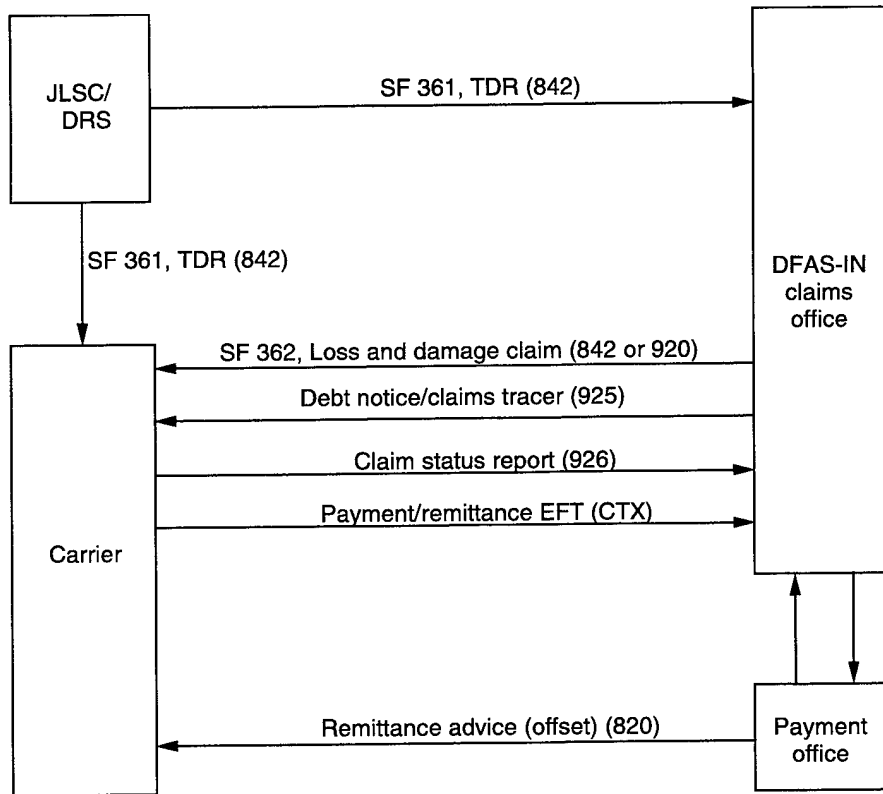 JLSC/
DRS
SF 361, TDR (842)
SF 361, TDR (842)
DFAS-IN
claims
office
SF 362, Loss and damage claim (842 or 920)
Debt notice/claims tracer (925)
Claim status report (926)
Payment/remittance EFT (CTX)
Carrier
Remittance advice (offset) (820)
Payment
office